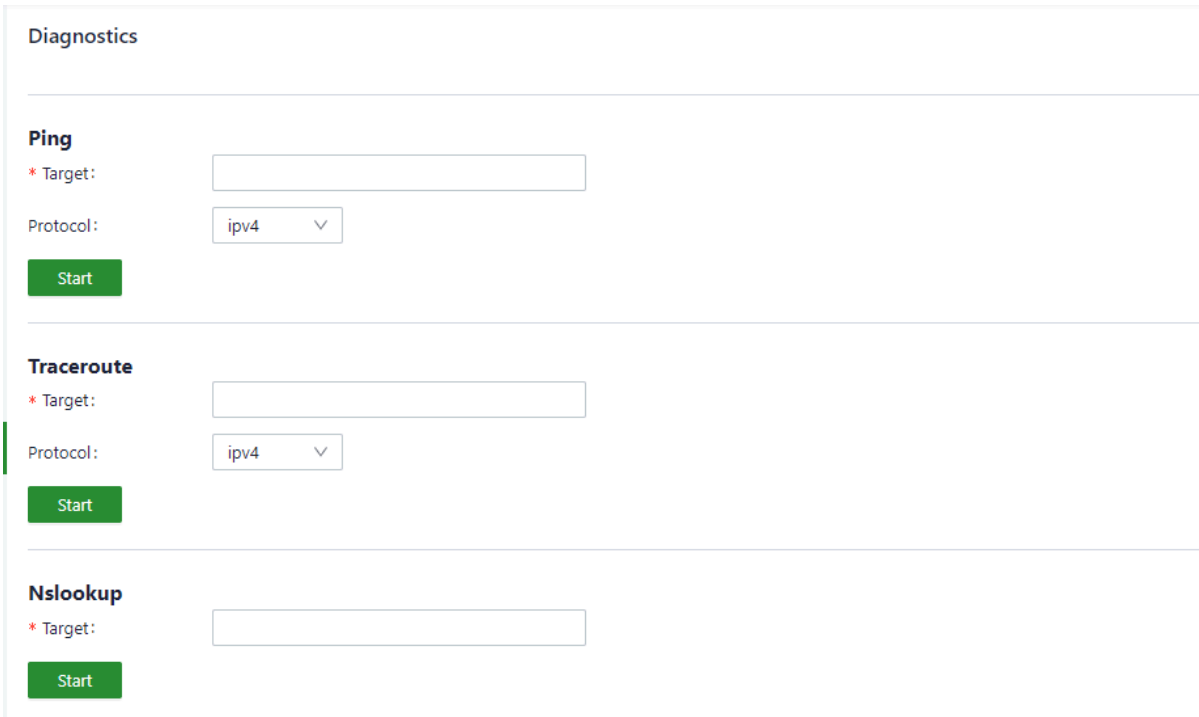 Diagnostics
Ping
* Target:
Protocol: ipv4
Start
Traceroute
* Target:
Protocol: ipv4
Start
Nslookup
* Target:
Start